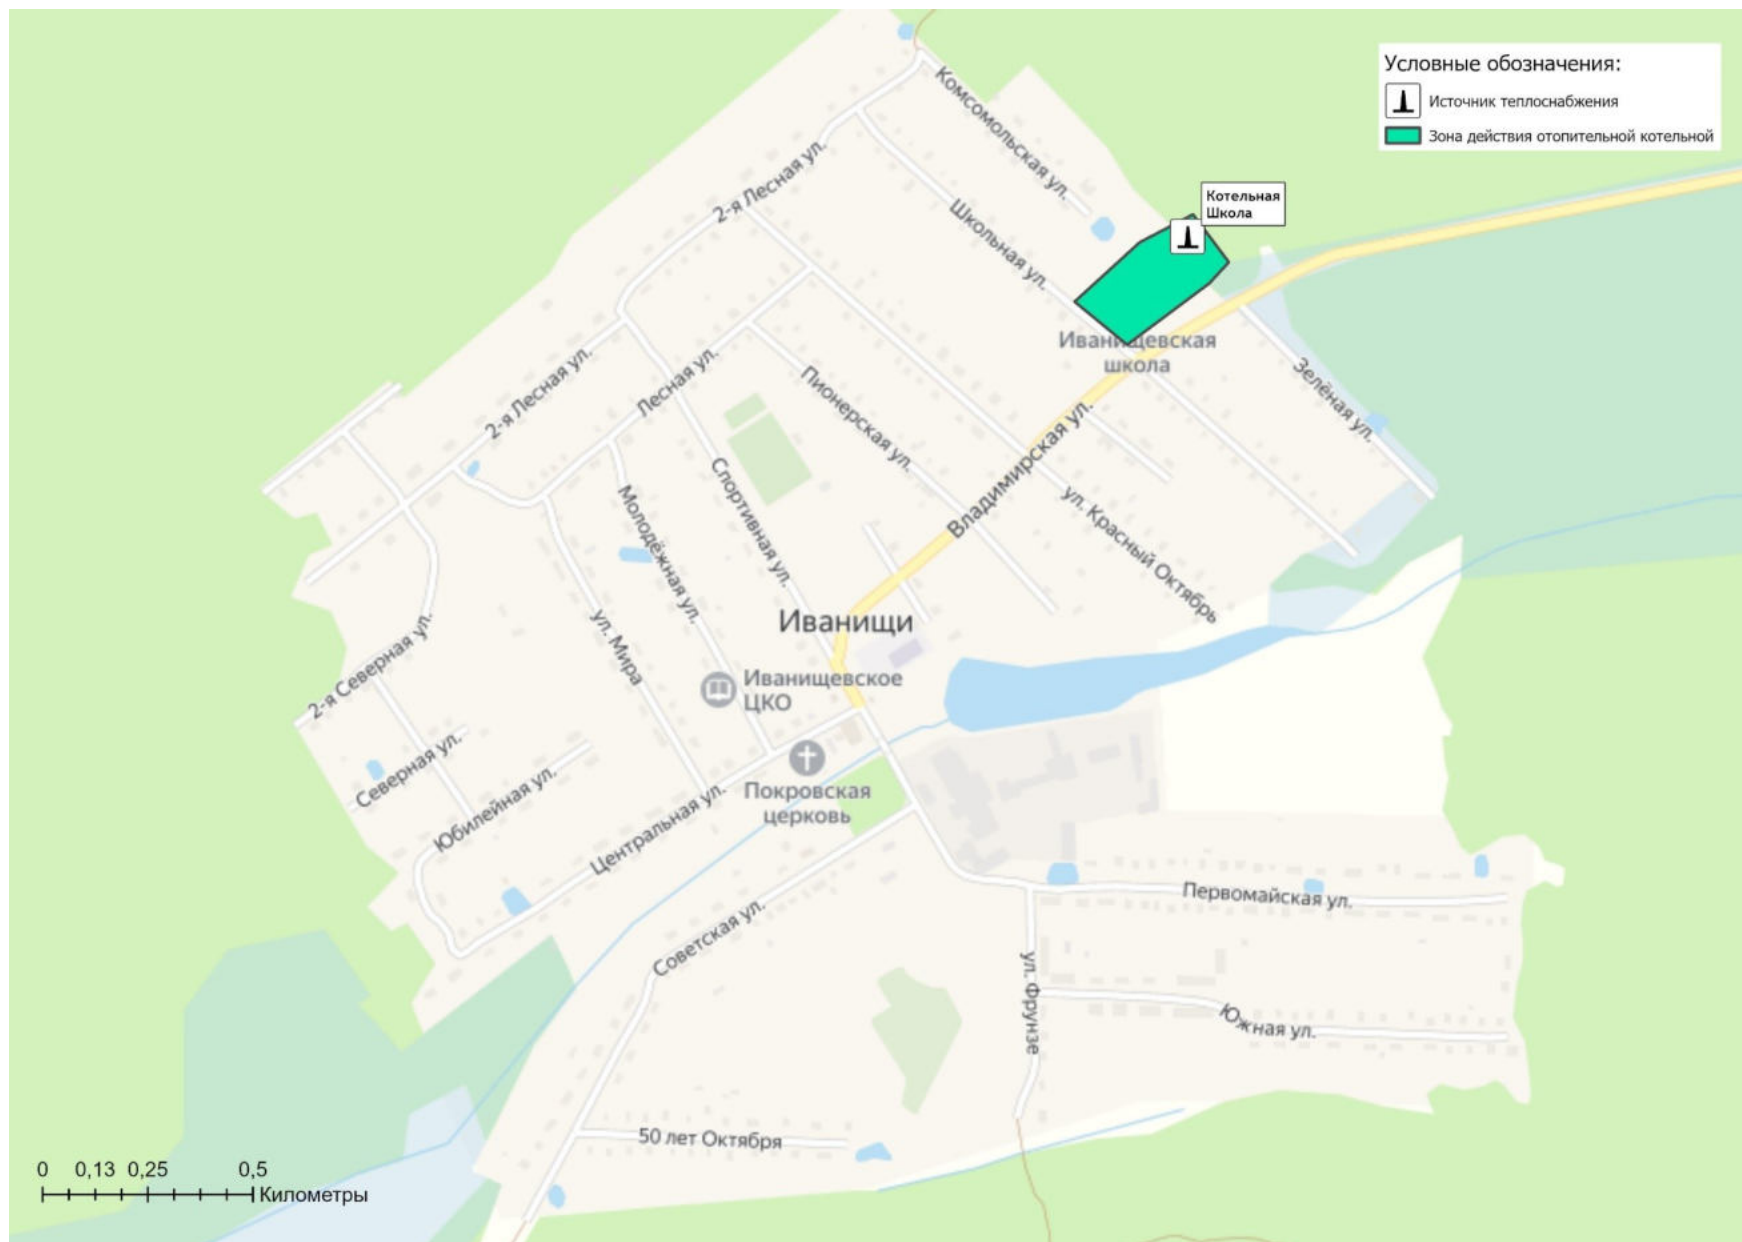 Условные обозначения:
Источник теплоснабжения
Зона действия отопительной котельной
Комсомольская ул.
2-я Лесная ул.
Котельная
Школа
Школьная ул.
Иванищевская
школа
Зелёная ул.
2-я Лесная ул.
Лесная ул.
Пионерская ул.
Владимирская ул.
Спортивная ул.
Молодёжная ул.
ул. Красный Октябрь
ул. Мира
Иванищи
2-я Северная ул.
Иванищевское
ЦКО
Северная ул.
Юбилейная ул.
Центральная ул.
Покровская
церковь
Первомайская ул.
Советская ул.
ул. Фрунзе
Южная ул.
50 лет Октября
0 0,13 0,25 0,5
Километры